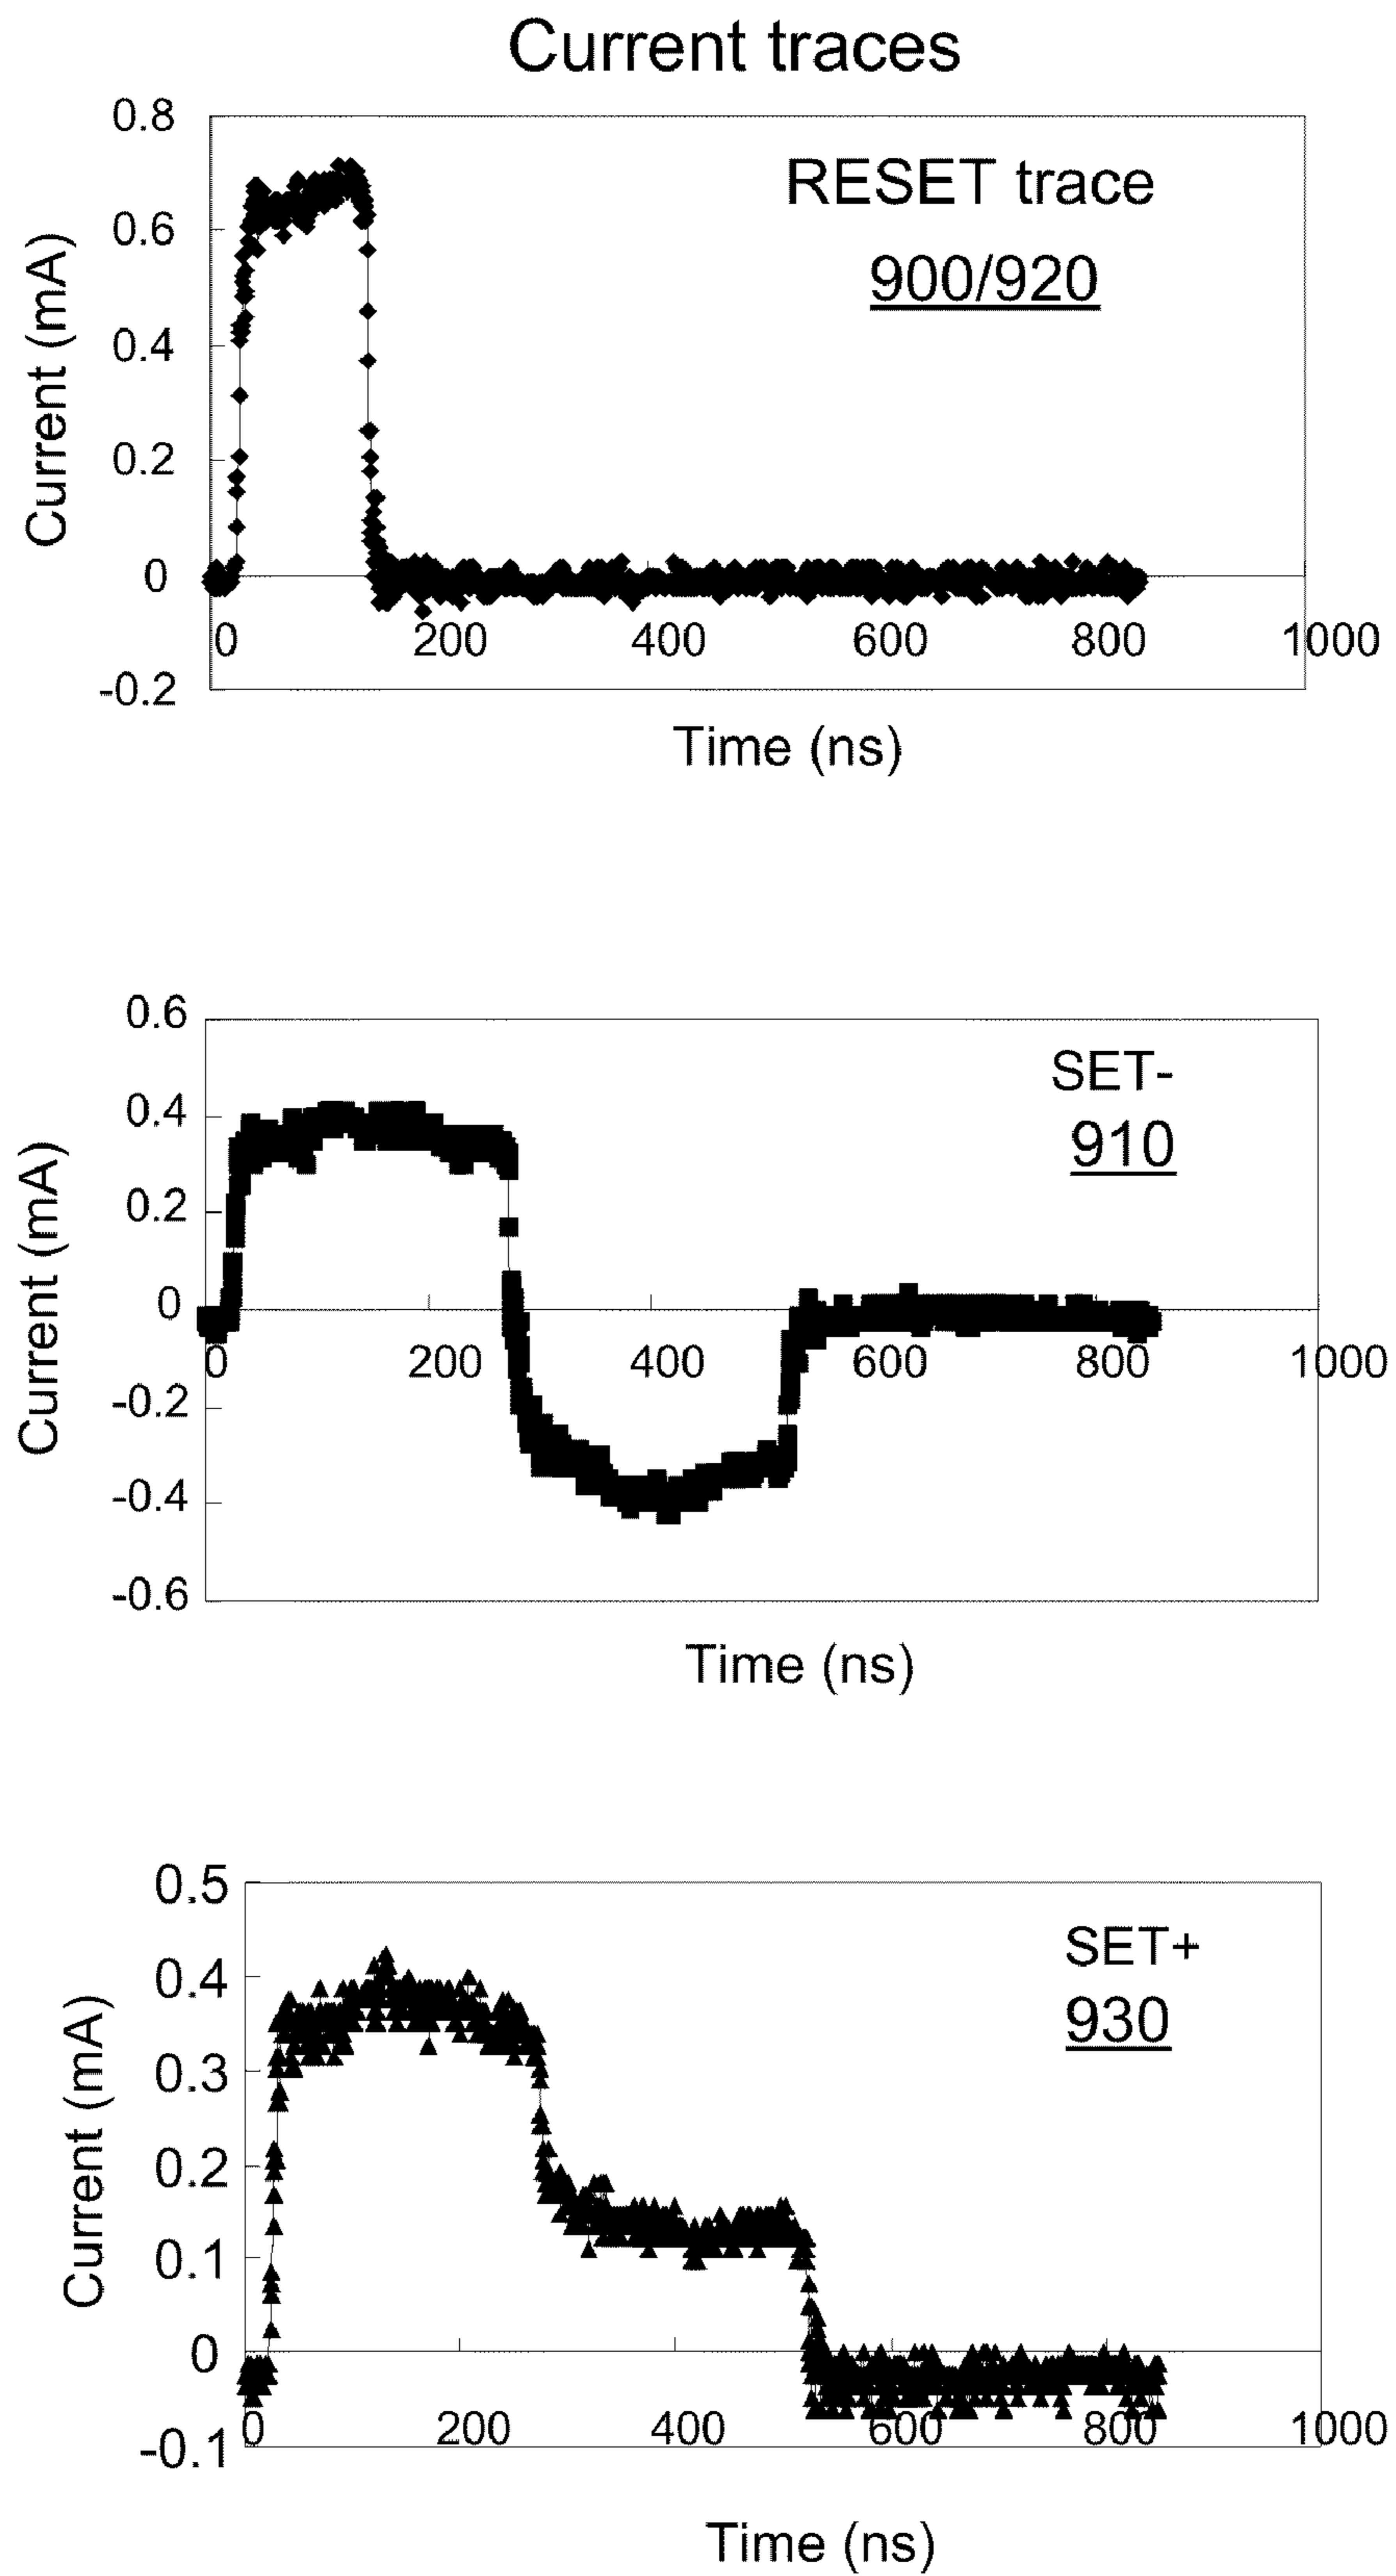 Current traces
0.8
RESET trace
0.6
900/920
0.4
0.2
0
0 200 400 600 800 1000
-0.2
Current (mA)
Time (ns)
0.6
SET-
0.4
910
0.2
0
0 200 400 600 800 1000
-0.2
-0.4
-0.6
Current (mA)
Time (ns)
0.5
SET+
0.4
930
0.3
0.2
0.1
0
0 200 400 600 800 1000
-0.1
Current (mA)
Time (ns)